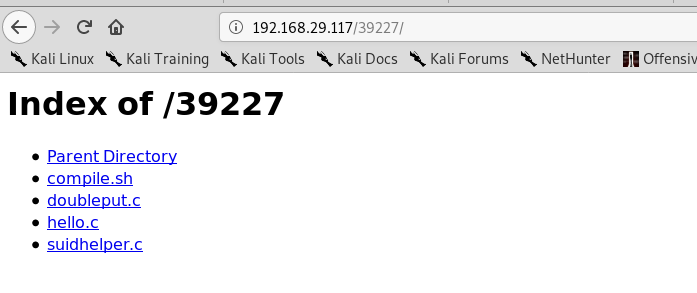 192.168.29.117/39227/
Kali Linux Kali Training Kali Tools Kali Docs Kali Forums NetHunter Offensiv
Index of /39227
Parent Directory
compile.sh
doubleput.c
hello.c
suidhelper.c